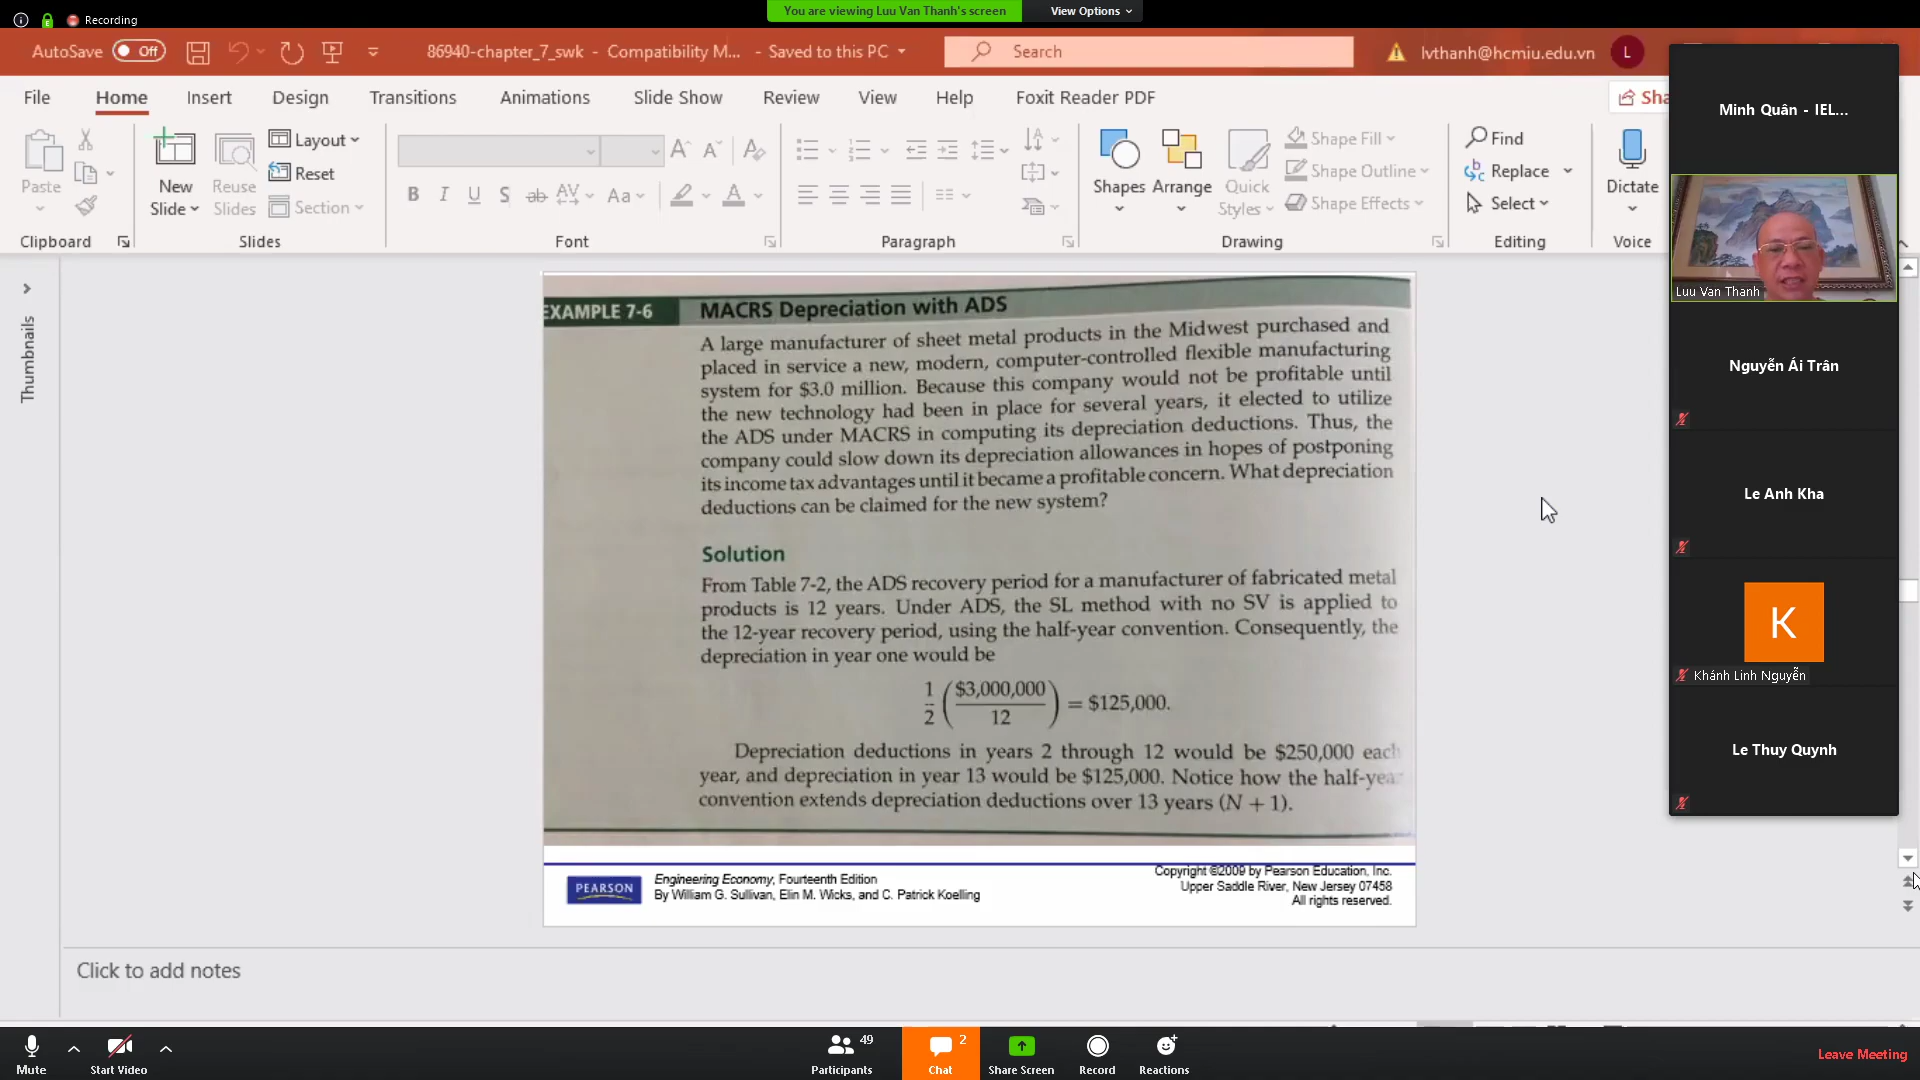 Recording
You are viewing Luu Van Thanh's screen
View Options
AutoSave Off
86940-chapter_7_swk - Compatibility M... - Saved to this PC
Search
lvthanh@hcmiu.edu.vn
L
File Home Insert Design Transitions Animations Slide Show Review View Help Foxit Reader PDF
Sha
Paste
New Slide
Reuse Slides
Layout
Reset
Section
B I U S ab AV Aa A
Shapes
Arrange
Quick Styles
Shape Fill
Shape Outline
Shape Effects
Find
Replace
Select
Dictate
Clipboard
Slides
Font
Paragraph
Drawing
Editing
Voice
Thumbnails
EXAMPLE 7-6 MACRS Depreciation with ADS
A large manufacturer of sheet metal products in the Midwest purchased and
placed in service a new, modern, computer-controlled flexible manufacturing
system for $3.0 million. Because this company would not be profitable until
the new technology had been in place for several years, it elected to utilize
the ADS under MACRS in computing its depreciation deductions. Thus, the
company could slow down its depreciation allowances in hopes of postponing
its income tax advantages until it became a profitable concern. What depreciation
deductions can be claimed for the new system?
Solution
From Table 7-2, the ADS recovery period for a manufacturer of fabricated metal
products is 12 years. Under ADS, the SL method with no SV is applied to
the 12-year recovery period, using the half-year convention. Consequently, the
depreciation in year one would be
1/2 ($3,000,000/12) = $125,000.
Depreciation deductions in years 2 through 12 would be $250,000 each
year, and depreciation in year 13 would be $125,000. Notice how the half-year
convention extends depreciation deductions over 13 years (N + 1).
PEARSON
Engineering Economy, Fourteenth Edition
By William G. Sullivan, Elin M. Wicks, and C. Patrick Koelling
Copyright ©2009 by Pearson Education, Inc.
Upper Saddle River, New Jersey 07458
All rights reserved.
Click to add notes
Minh Quân - IEL...
Luu Van Thanh
Nguyễn Ái Trân
Le Anh Kha
K
Khánh Linh Nguyễn
Le Thuy Quynh
Mute
Start Video
49
Participants
2
Chat
Share Screen
Record
Reactions
Leave Meeting